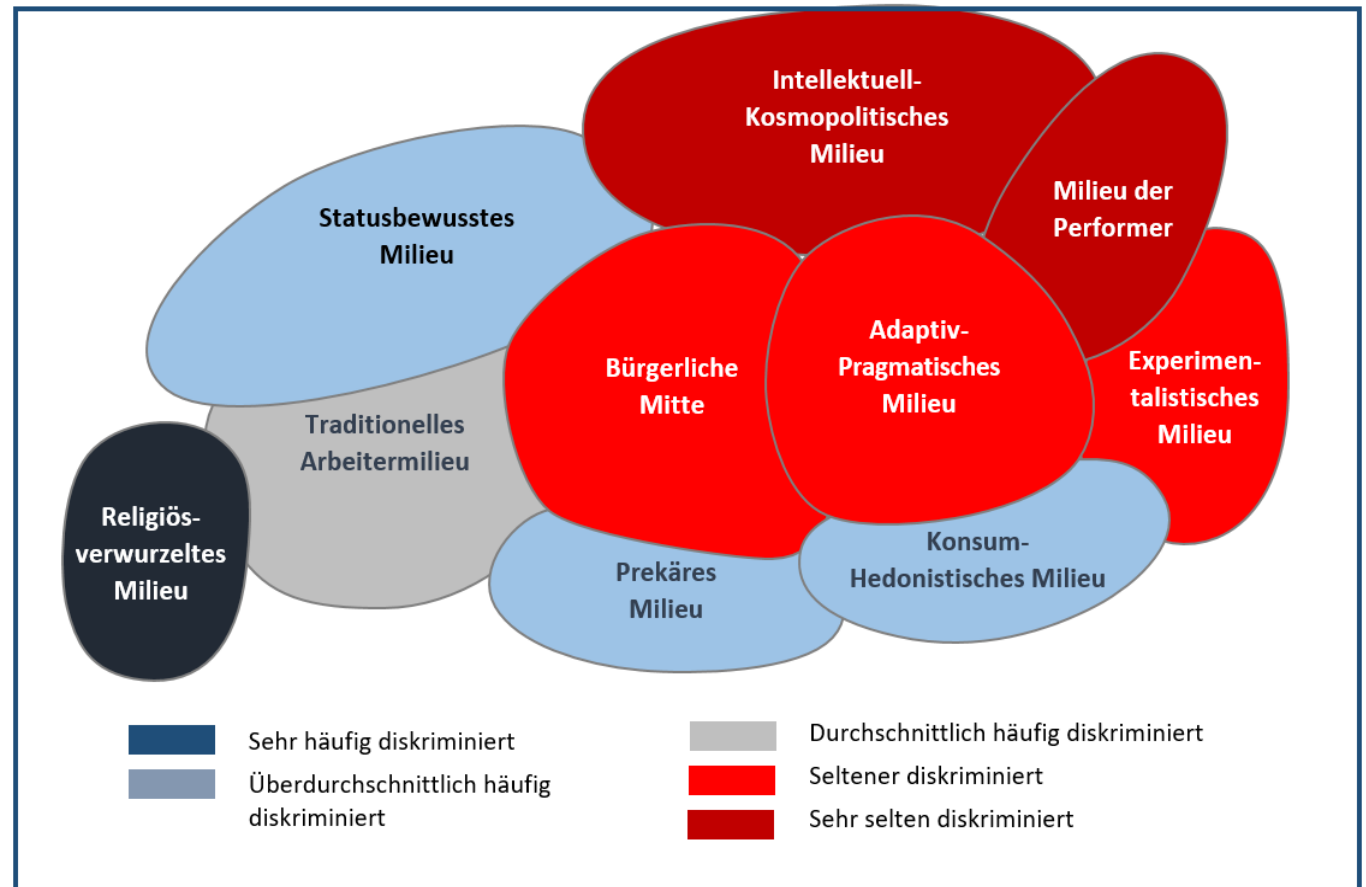 Intellektuell-
Kosmopolitisches
Milieu
Milieu der
Performer
Statusbewusstes
Milieu
Adaptiv-
Pragmatisches
Milieu
Bürgerliche
Mitte
Experimen-
talistisches
Milieu
Traditionelles
Arbeitermilieu
Religiös-
verwurzeltes
Milieu
Konsum-
Hedonistisches Milieu
Prekäres
Milieu
Sehr häufig diskriminiert
Überdurchschnittlich häufig
diskriminiert
Durchschnittlich häufig diskriminiert
Seltener diskriminiert
Sehr selten diskriminiert